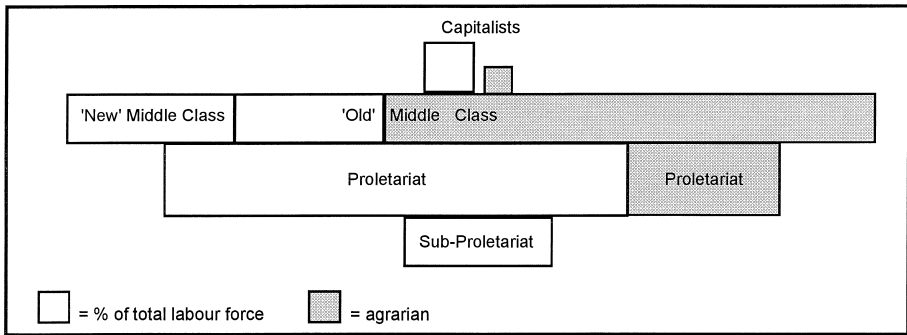 Capitalists
'New' Middle Class 'Old' Middle Class
Proletariat Proletariat
Sub-Proletariat
= % of total labour force = agrarian